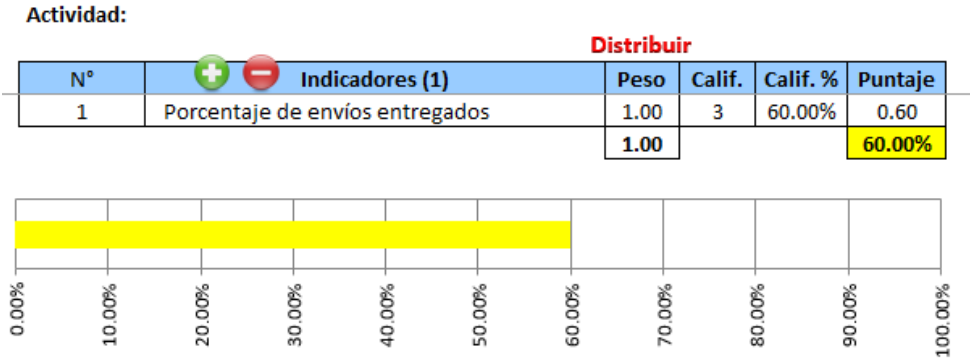 Actividad:
Distribuir
N° Indicadores (1) Peso Calif. Calif. % Puntaje
1 Porcentaje de envíos entregados 1.00 3 60.00% 0.60
1.00 60.00%
0.00% 10.00% 20.00% 30.00% 40.00% 50.00% 60.00% 70.00% 80.00% 90.00% 100.00%